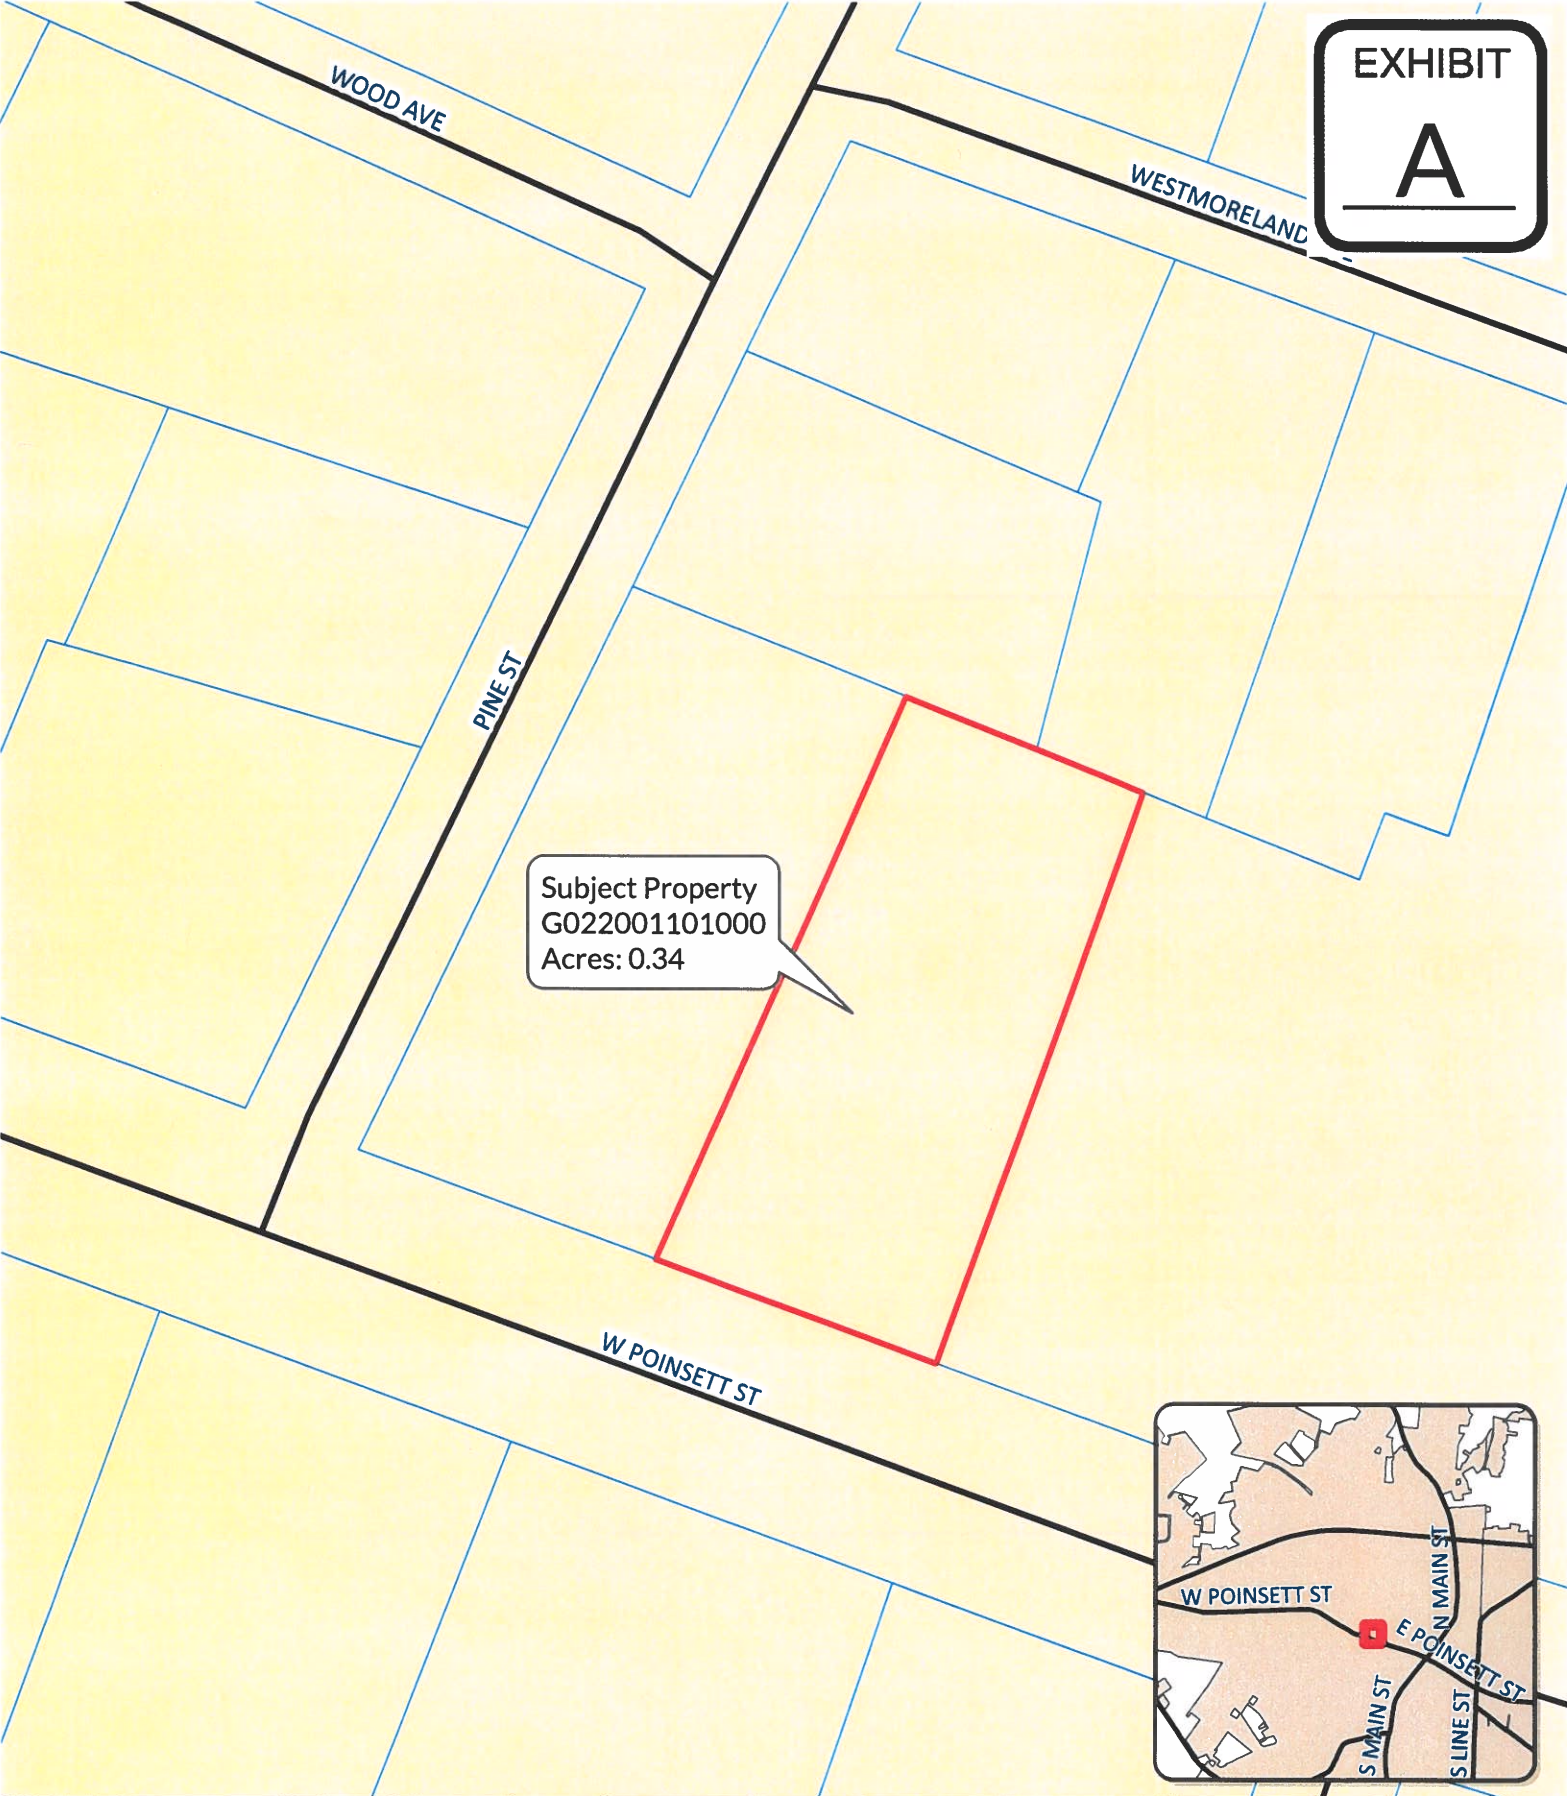 EXHIBIT
A
WOOD AVE
WESTMORELAND
PINE ST
Subject Property
G022001101000
Acres: 0.34
W POINSETT ST
W POINSETT ST
N MAIN ST
E POINSETT ST
S MAIN ST
S LINE ST